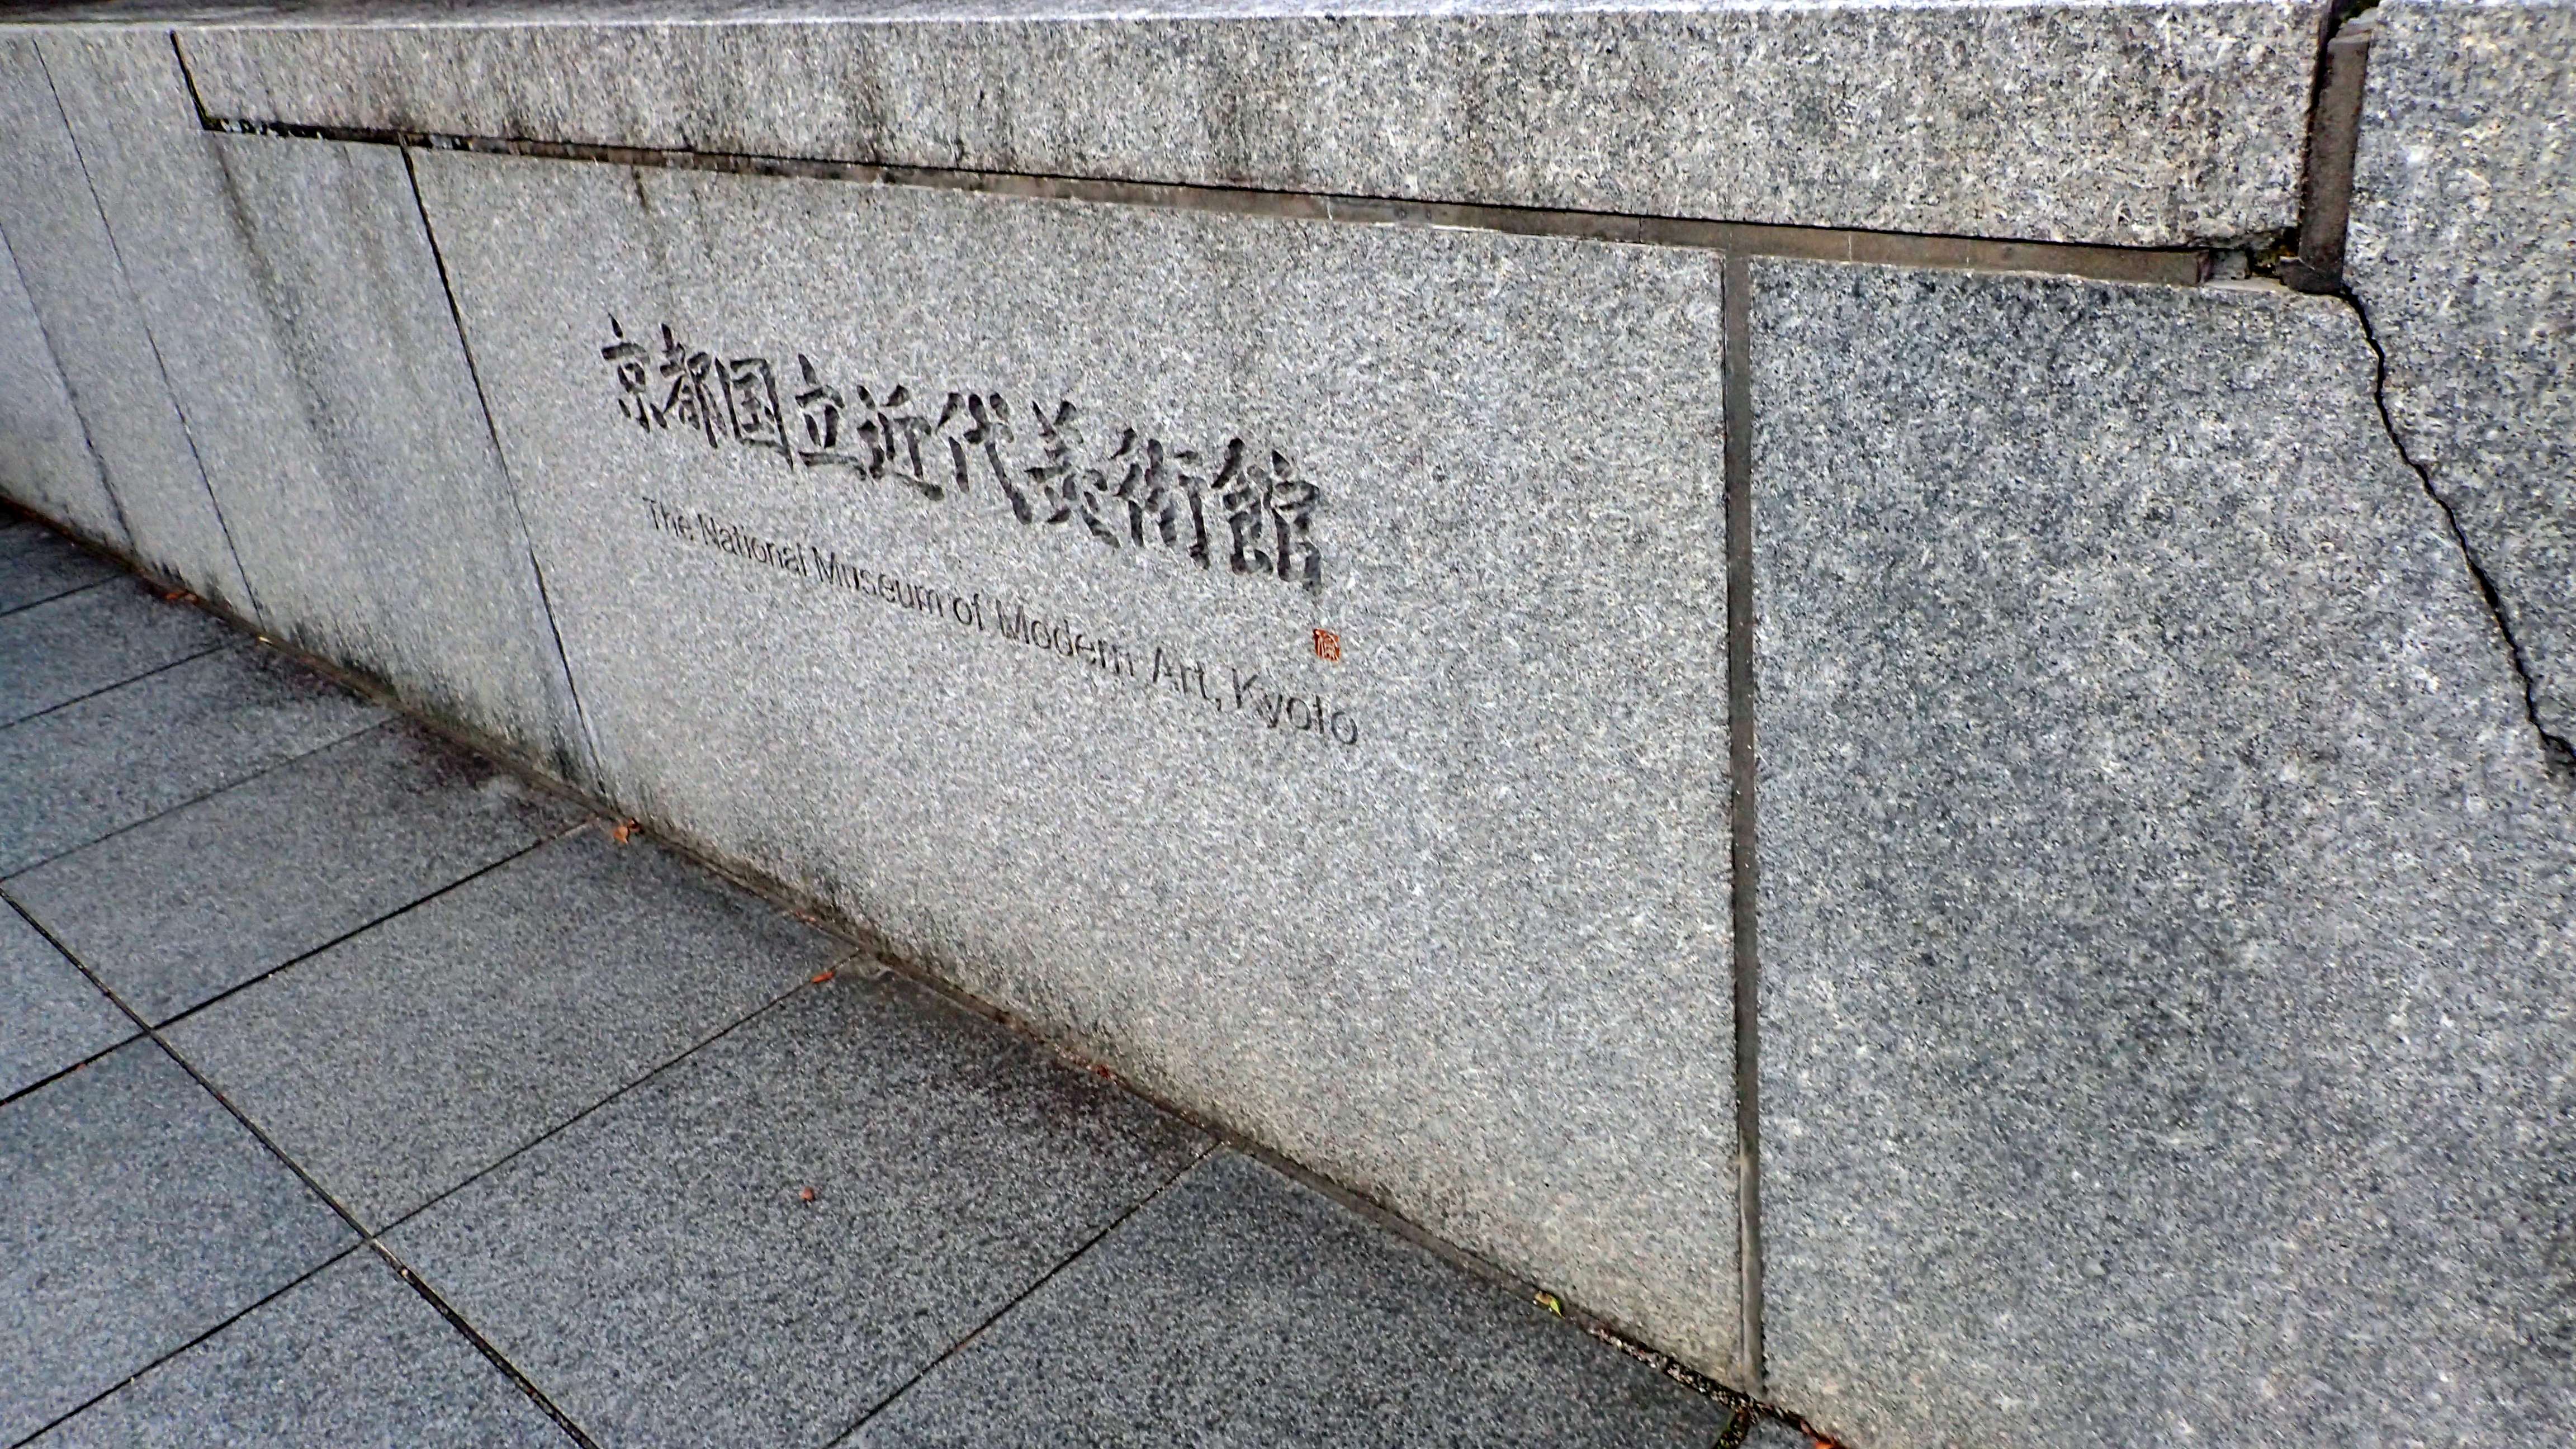 京都国立近代美術館
The National Museum of Modern Art, Kyoto